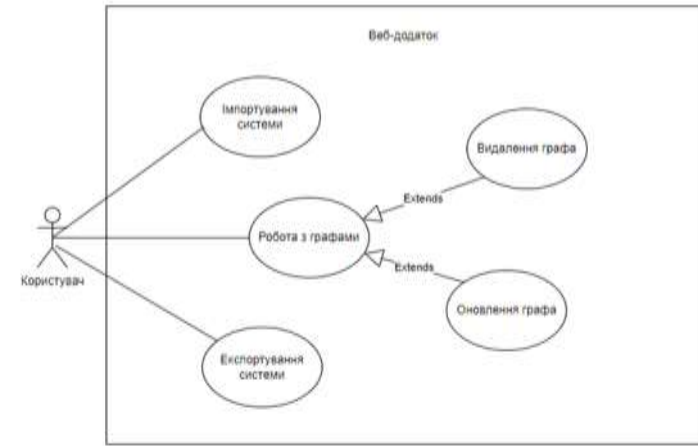 Веб-додаток
Імпортування
системи
Видалення графа
Extends
Робота з графами
Extends
Користувач
Оновлення графа
Експортування
системи